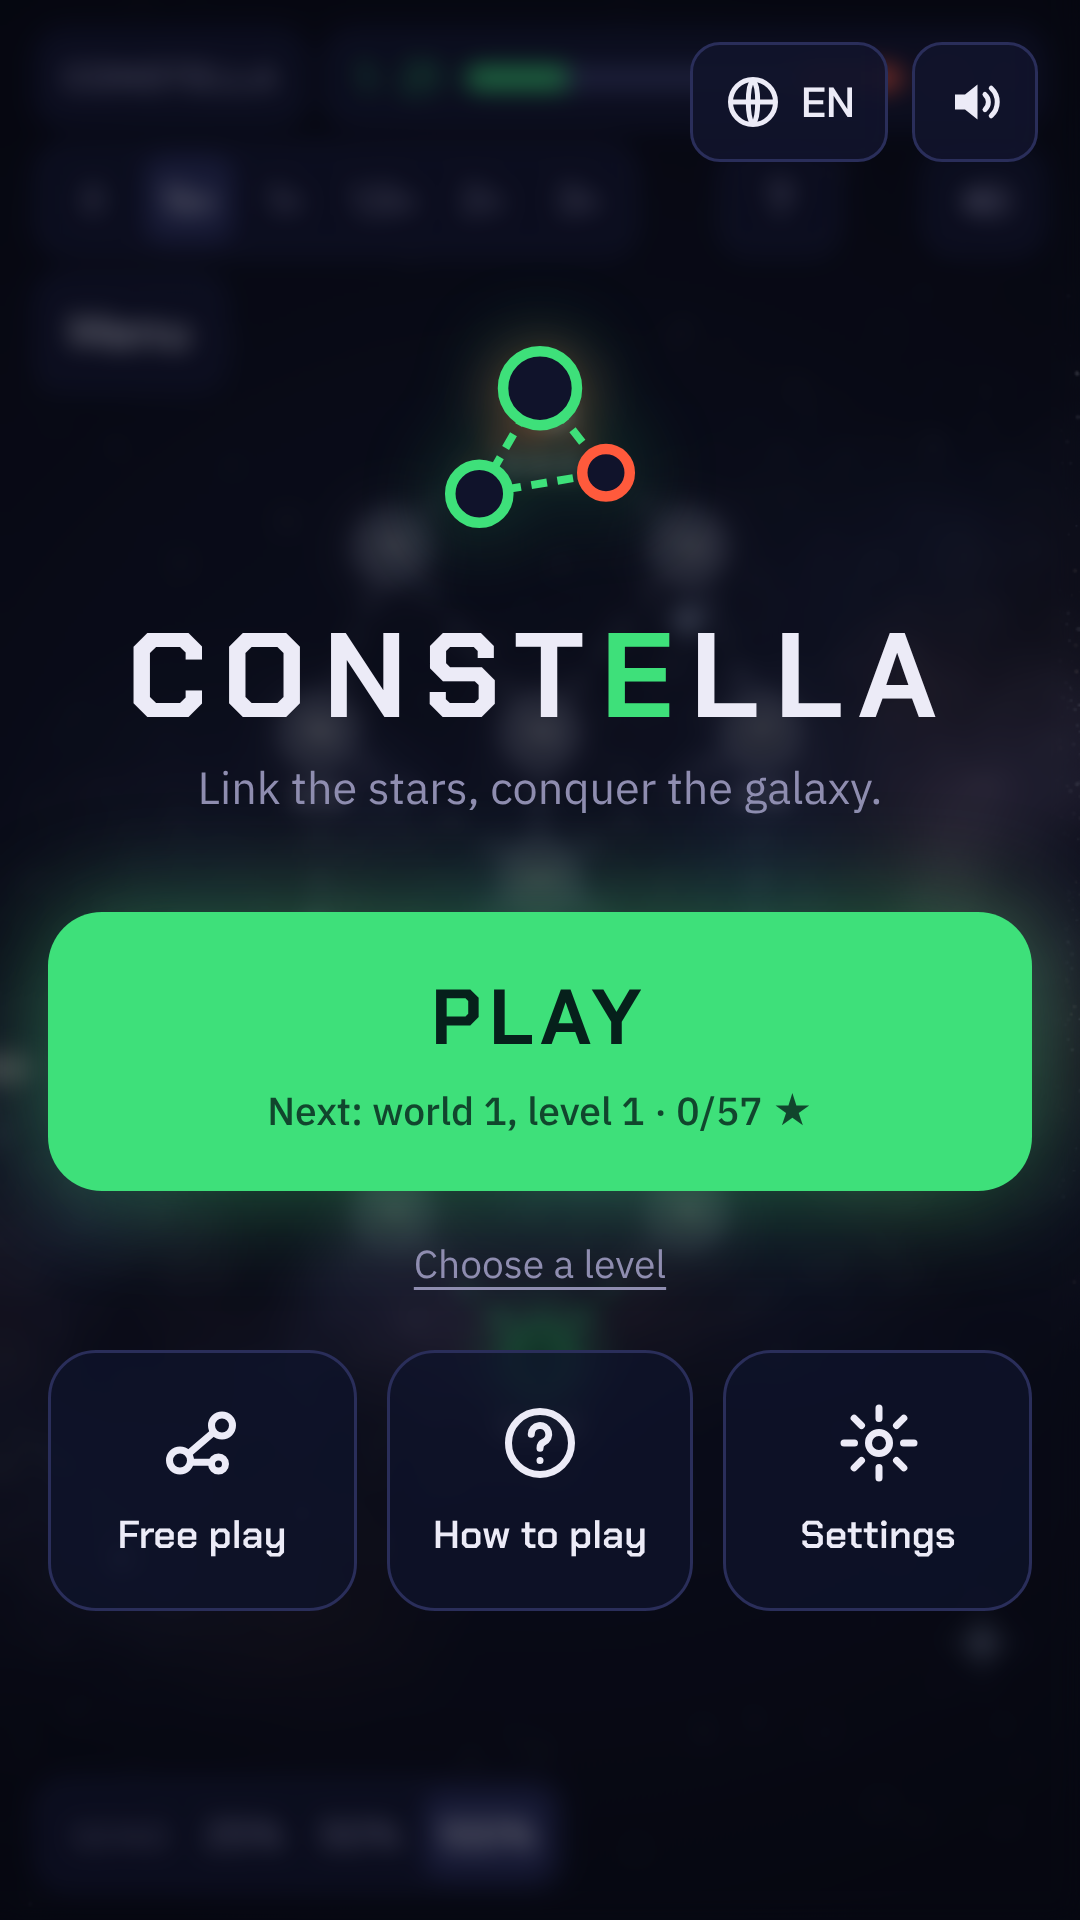 EN
CONSTELLA
Link the stars, conquer the galaxy.
PLAY
Next: world 1, level 1 · 0/57 ★
Choose a level
Free play
How to play
Settings
Menu